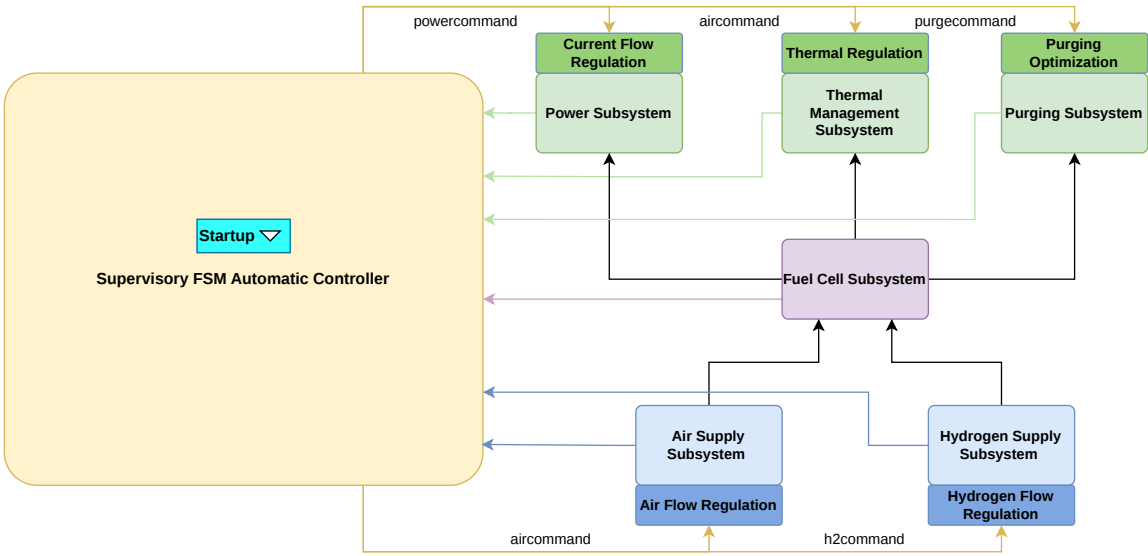 powercommand
aircommand
purgecommand
Current Flow
Regulation
Thermal Regulation
Purging
Optimization
Power Subsystem
Thermal
Management
Subsystem
Purging Subsystem
Startup
Supervisory FSM Automatic Controller
Fuel Cell Subsystem
Air Supply
Subsystem
Hydrogen Supply
Subsystem
Air Flow Regulation
Hydrogen Flow
Regulation
aircommand
h2command